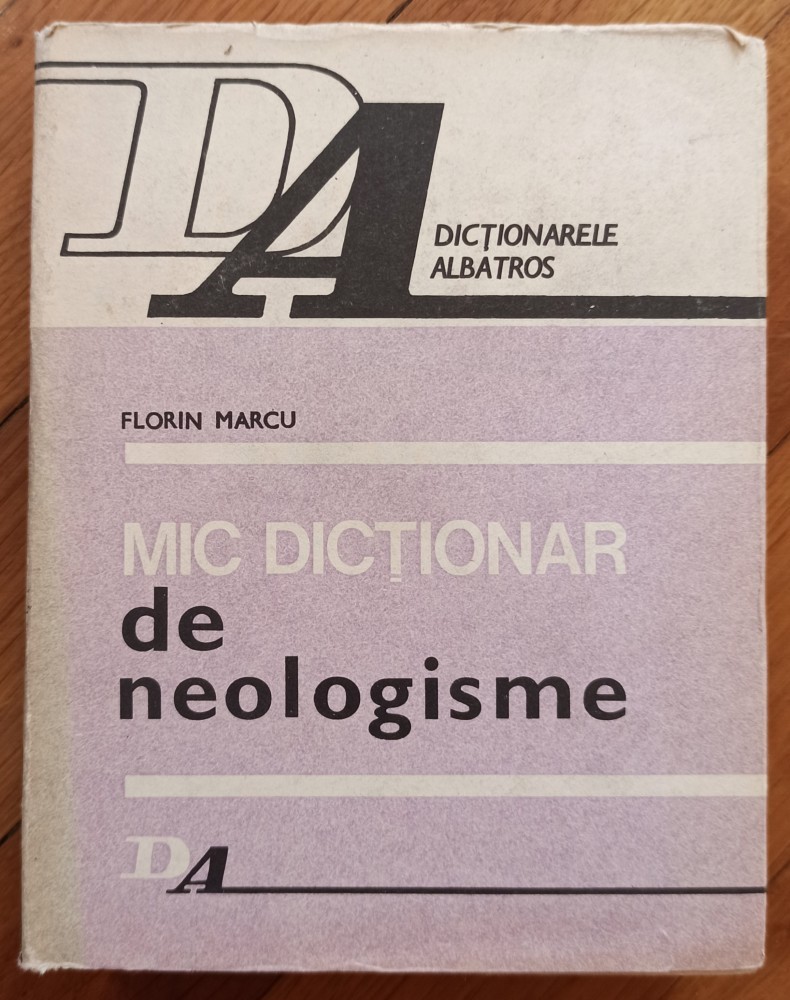 DA
DICȚIONARELE
ALBATROS
FLORIN MARCU
MIC DICȚIONAR
de
neologisme
DA